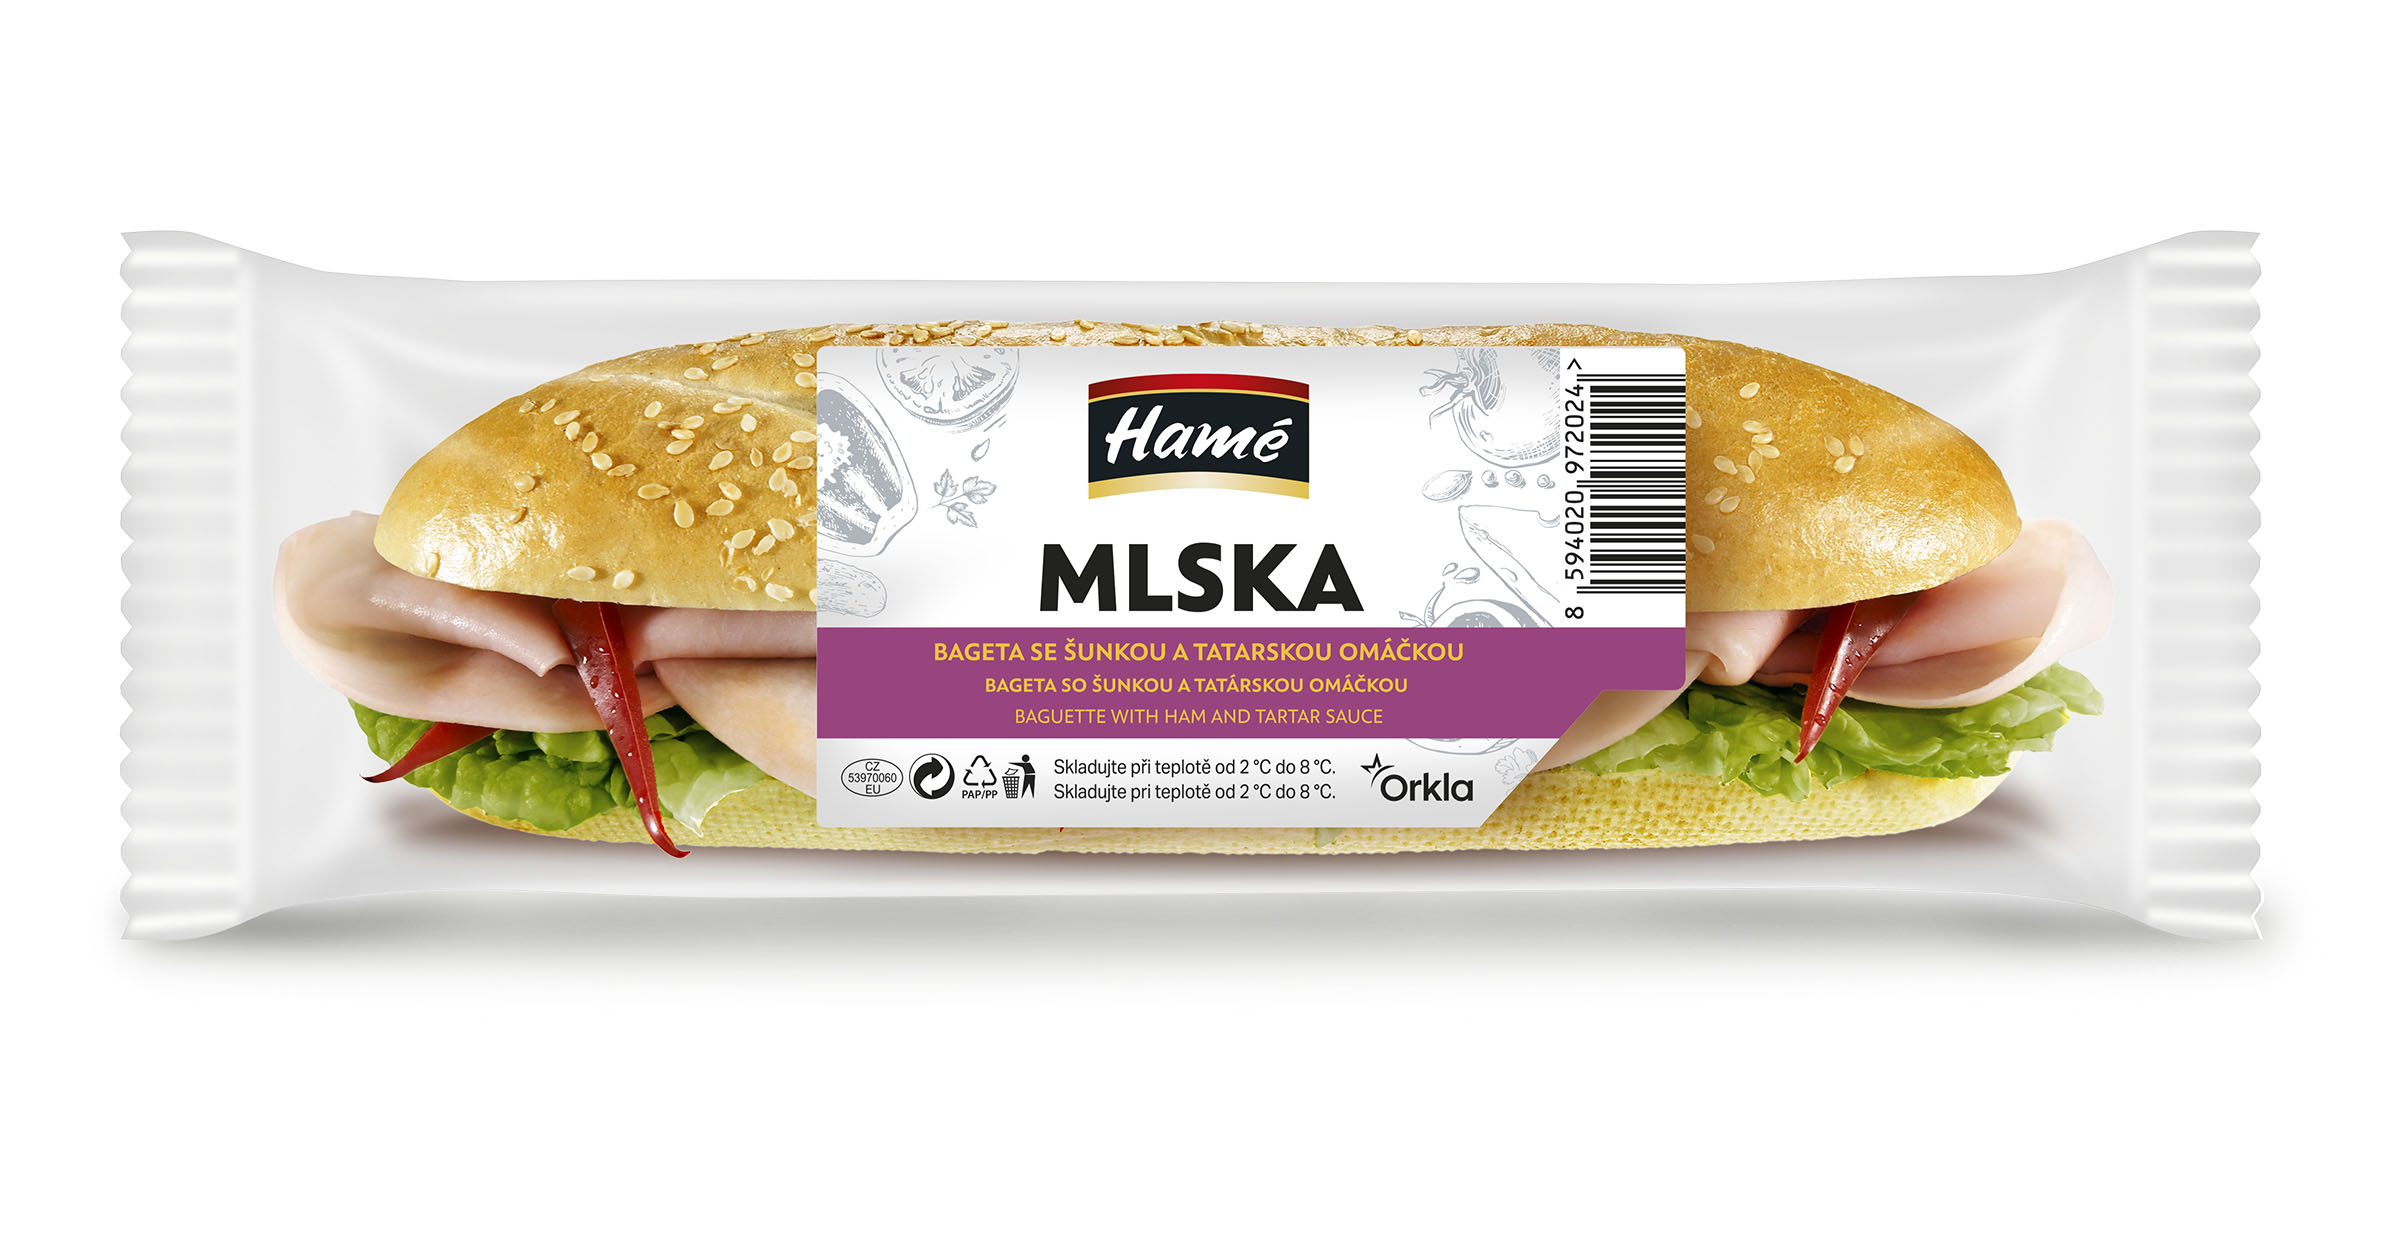 Hamé
MLSKA
BAGETA SE ŠUNKOU A TATARSKOU OMÁČKOU
BAGETA SO ŠUNKOU A TATÁRSKOU OMÁČKOU
BAGUETTE WITH HAM AND TARTAR SAUCE
CZ
53970060
EU
PAP/PP
Skladujte při teplotě od 2 °C do 8 °C.
Skladujte pri teplotě od 2 °C do 8 °C.
Orkla
8 594020 972024 >